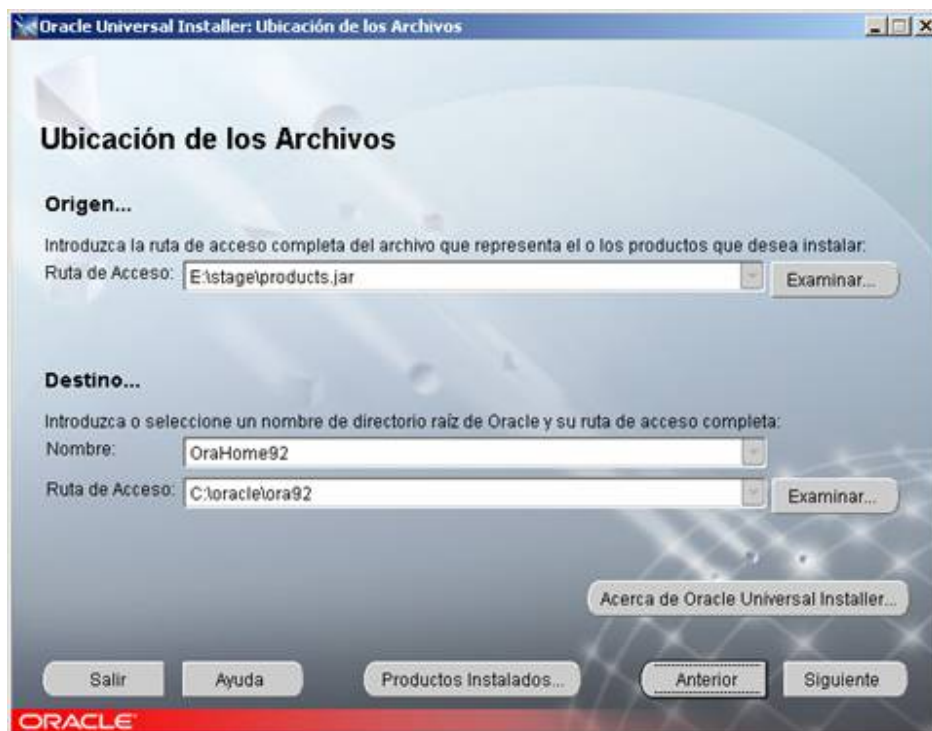 Oracle Universal Installer: Ubicación de los Archivos
Ubicación de los Archivos
Origen...
Introduzca la ruta de acceso completa del archivo que representa el o los productos que desea instalar:
Ruta de Acceso: E:\stage\products.jar Examinar...
Destino...
Introduzca o seleccione un nombre de directorio raíz de Oracle y su ruta de acceso completa:
Nombre: OraHome92
Ruta de Acceso: C:\oracle\ora92 Examinar...
Acerca de Oracle Universal Installer...
Salir Ayuda Productos Instalados... Anterior Siguiente
ORACLE